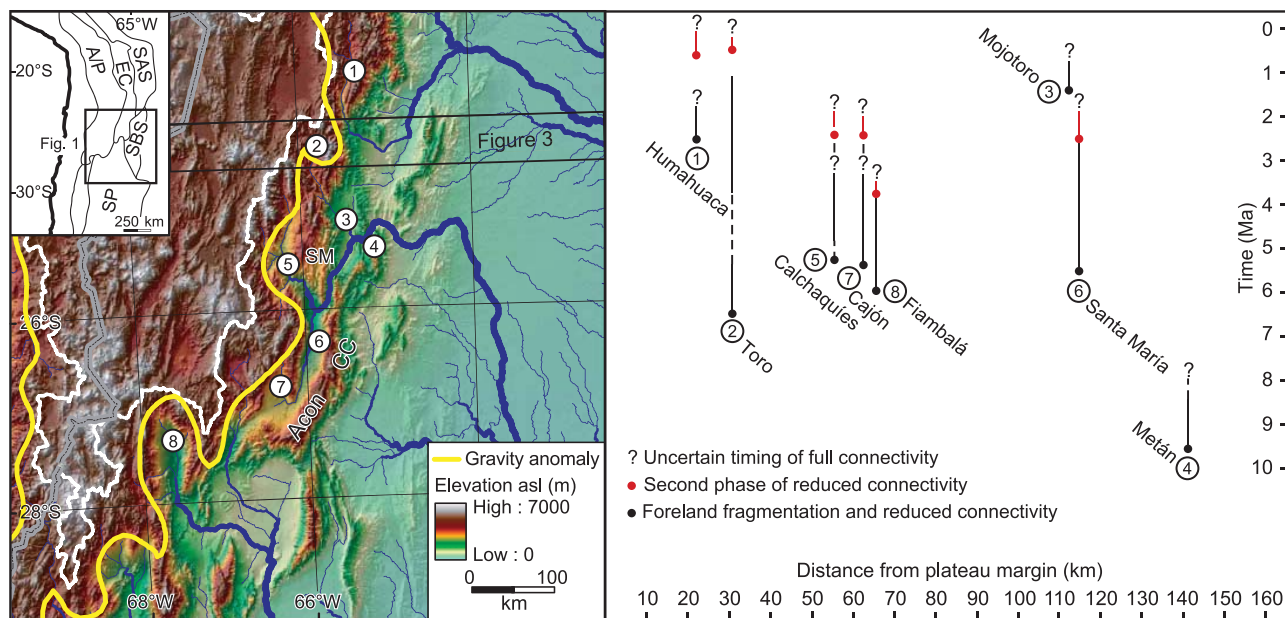 65°W
20°S
30°S
A/P
EC
SAS
SBS
SP
Fig. 1
250 km
1
2
Figure 3
3
4
SM
5
26°S
6
CC
7
Acon
8
28°S
68°W
66°W
Gravity anomaly
Elevation asl (m)
High : 7000
Low : 0
0 100
km
? ? ? ? ? ? ? ? ? ? ? ?
1 Humahuaca
2 Toro
Mojotoro 3
5 Calchaquíes
7 Cajón
8 Fiambalá
6 Santa María
Metán 4
0
1
2
3
4
5
6
7
8
9
10
Time (Ma)
? Uncertain timing of full connectivity
Second phase of reduced connectivity
Foreland fragmentation and reduced connectivity
Distance from plateau margin (km)
10 20 30 40 50 60 70 80 90 100 110 120 130 140 150 160